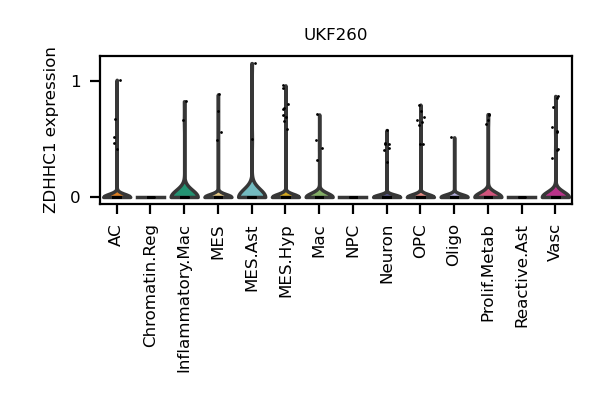 UKF260
ZDHHC1 expression
1
0
AC
Chromatin.Reg
Inflammatory.Mac
MES
MES.Ast
MES.Hyp
Mac
NPC
Neuron
OPC
Oligo
Prolif.Metab
Reactive.Ast
Vasc